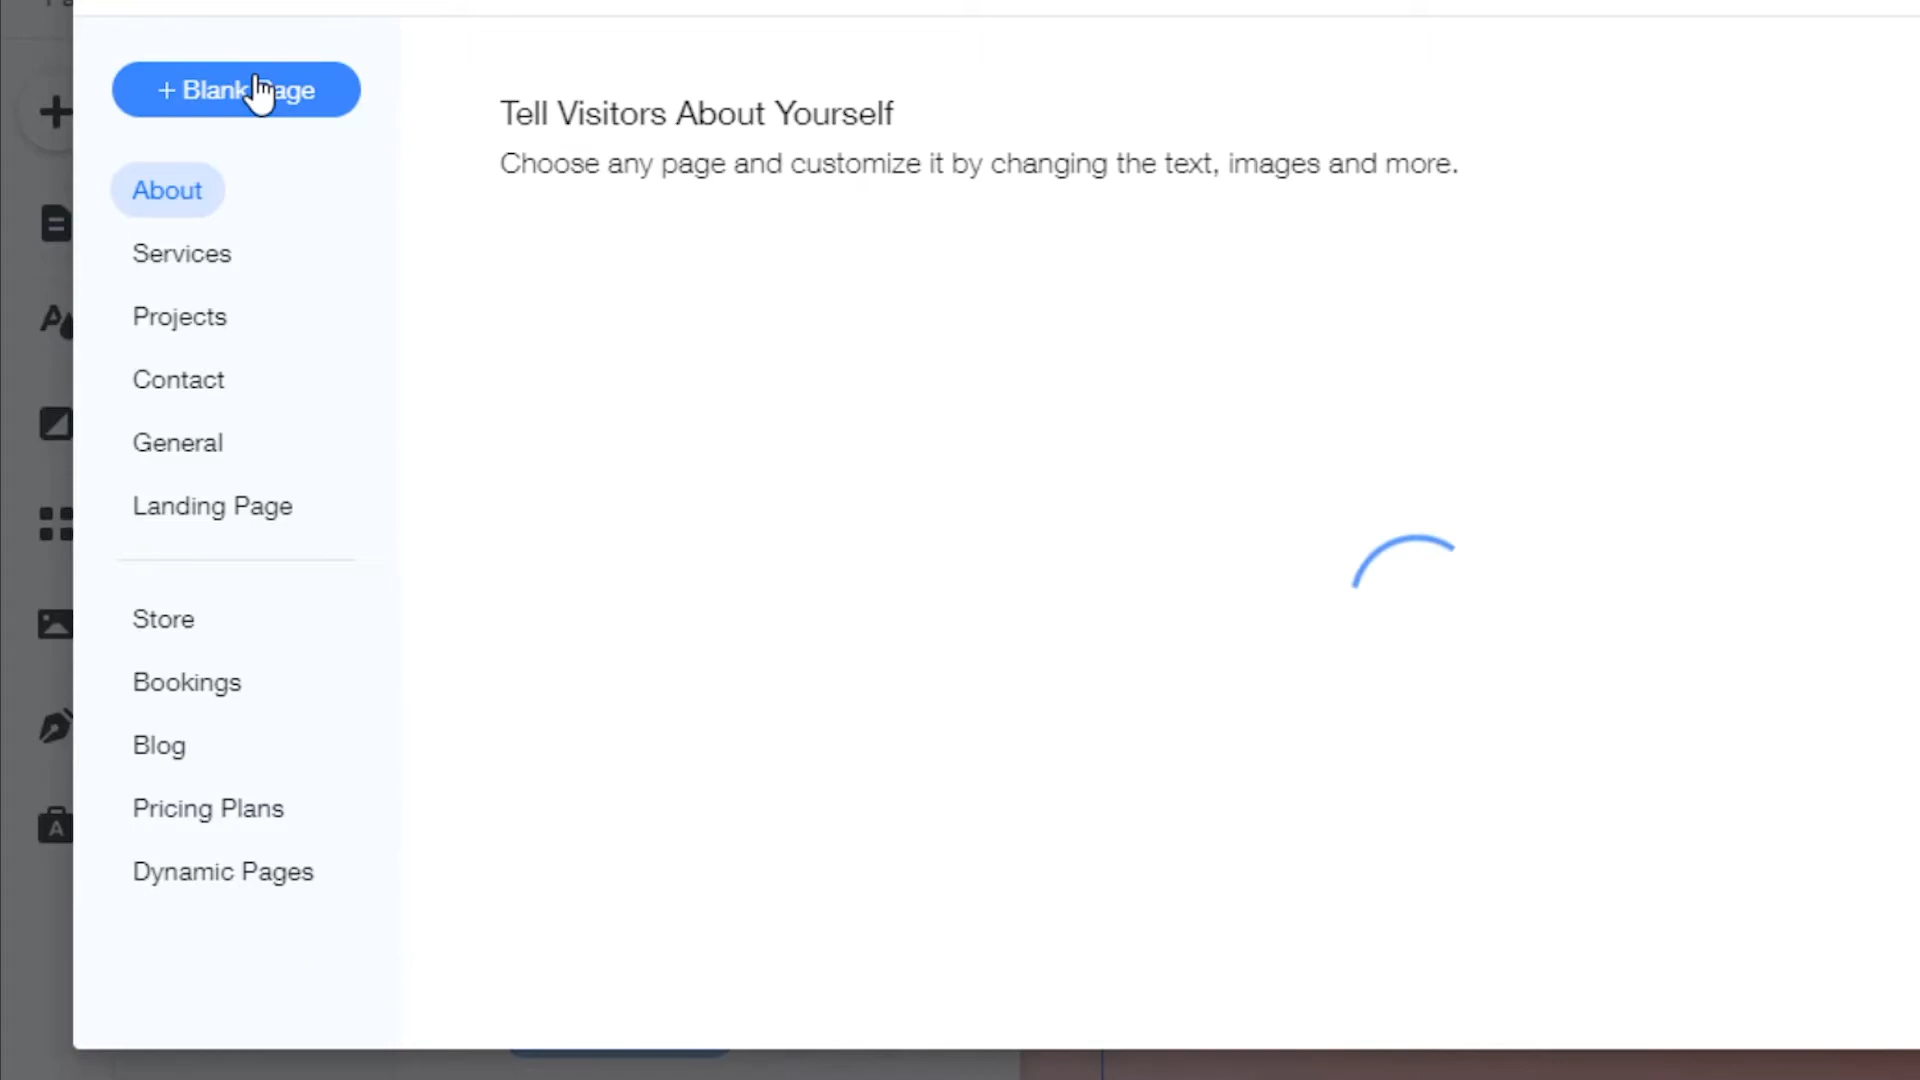 + Blank Page
About
Services
Projects
Contact
General
Landing Page
Store
Bookings
Blog
Pricing Plans
Dynamic Pages
Tell Visitors About Yourself
Choose any page and customize it by changing the text, images and more.
A
A